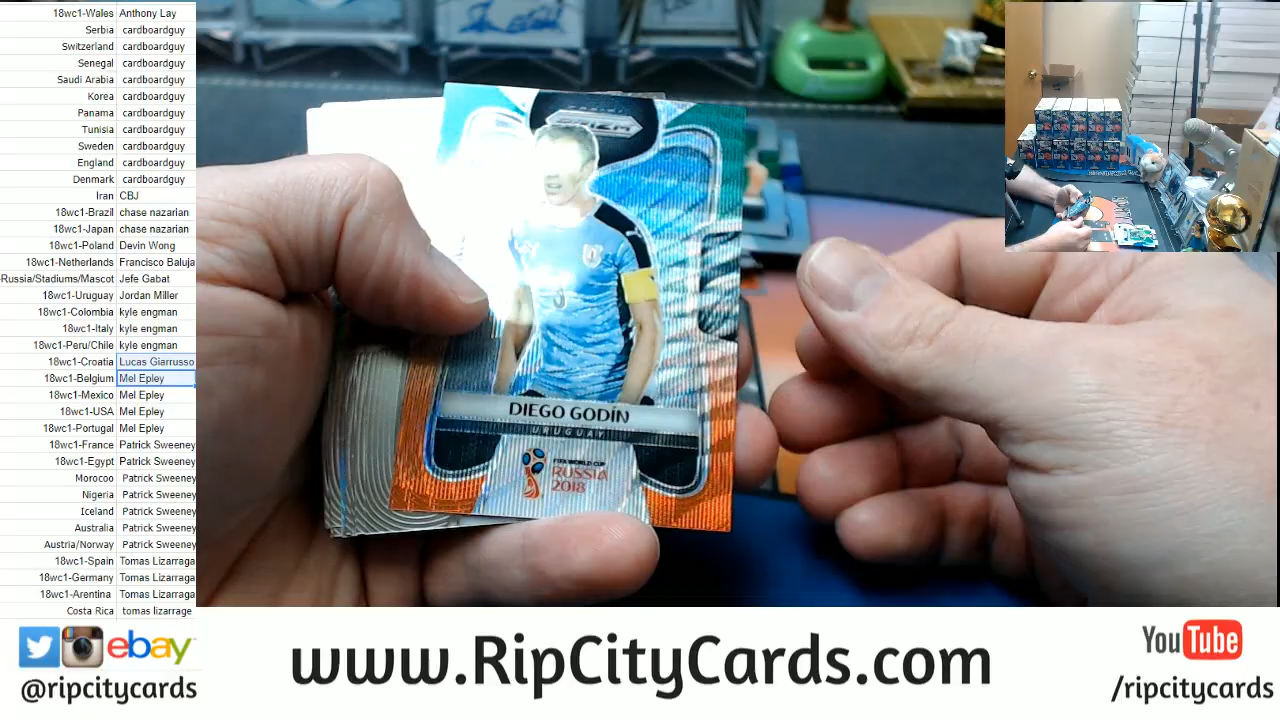 18wc1-Wales Anthony Lay
Serbia cardboardguy
Switzerland cardboardguy
Senegal cardboardguy
Saudi Arabia cardboardguy
Korea cardboardguy
Panama cardboardguy
Tunisia cardboardguy
Sweden cardboardguy
England cardboardguy
Denmark cardboardguy
Iran CBJ
18wc1-Brazil chase nazarian
18wc1-Japan chase nazarian
18wc1-Poland Devin Wong
18wc1-Netherlands Francisco Baluja
-Russia/Stadiums/Mascot Jefe Gabat
18wc1-Uruguay Jordan Miller
18wc1-Colombia kyle engman
18wc1-Italy kyle engman
18wc1-Peru/Chile kyle engman
18wc1-Croatia Lucas Giarrusso
18wc1-Belgium Mel Epley
18wc1-Mexico Mel Epley
18wc1-USA Mel Epley
18wc1-Portugal Mel Epley
18wc1-France Patrick Sweeney
18wc1-Egypt Patrick Sweeney
Morocoo Patrick Sweeney
Nigeria Patrick Sweeney
Iceland Patrick Sweeney
Australia Patrick Sweeney
Austria/Norway Patrick Sweeney
18wc1-Spain Tomas Lizarraga
18wc1-Germany Tomas Lizarraga
18wc1-Arentina Tomas Lizarraga
Costa Rica tomas lizarrage
PANINI
PRIZM
DIEGO GODÍN
URUGUAY
FIFA WORLD CUP
RUSSIA
2018
ebay
@ripcitycards
www.RipCityCards.com
YouTube
/ripcitycards